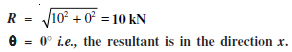 R = √10² + 0² = 10 kN
θ = 0° i.e., the resultant is in the direction x.